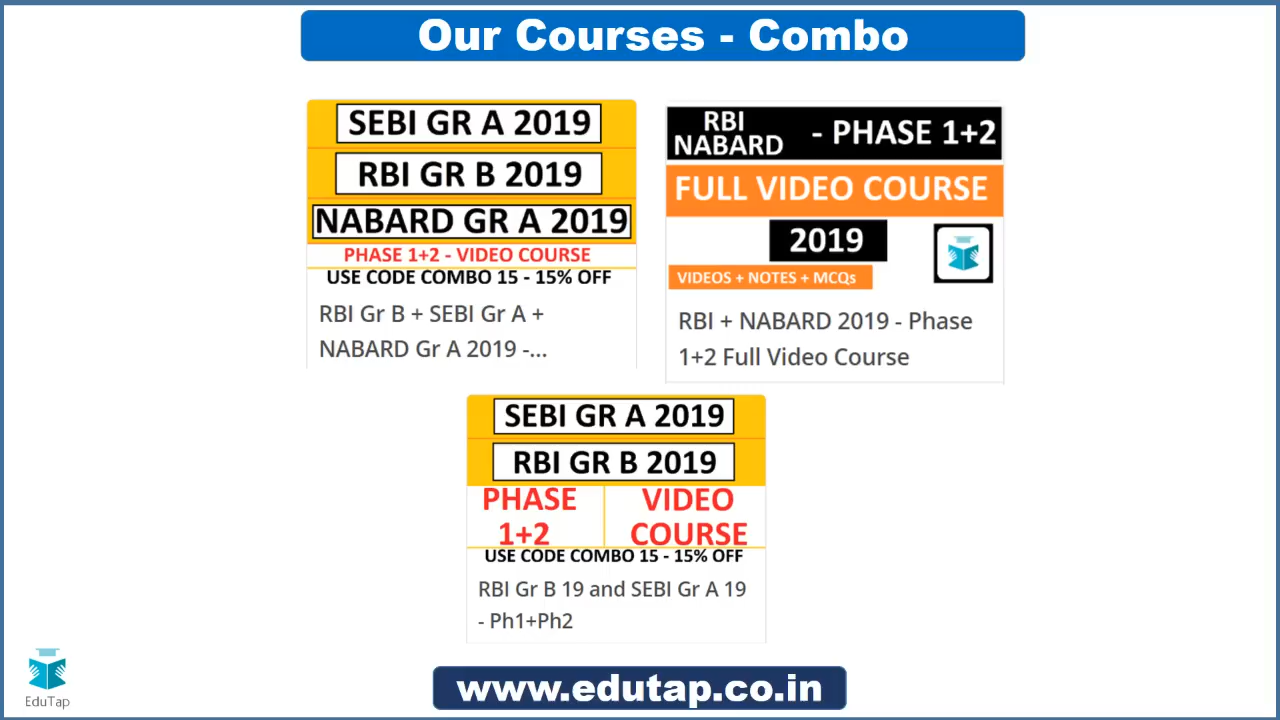 Our Courses - Combo
SEBI GR A 2019
RBI GR B 2019
NABARD GR A 2019
PHASE 1+2 - VIDEO COURSE
USE CODE COMBO 15 - 15% OFF
RBI Gr B + SEBI Gr A +
NABARD Gr A 2019 -...
RBI
NABARD
- PHASE 1+2
FULL VIDEO COURSE
2019
VIDEOS + NOTES + MCQs
RBI + NABARD 2019 - Phase
1+2 Full Video Course
SEBI GR A 2019
RBI GR B 2019
PHASE
1+2
VIDEO
COURSE
USE CODE COMBO 15 - 15% OFF
RBI Gr B 19 and SEBI Gr A 19
- Ph1+Ph2
EduTap
www.edutap.co.in